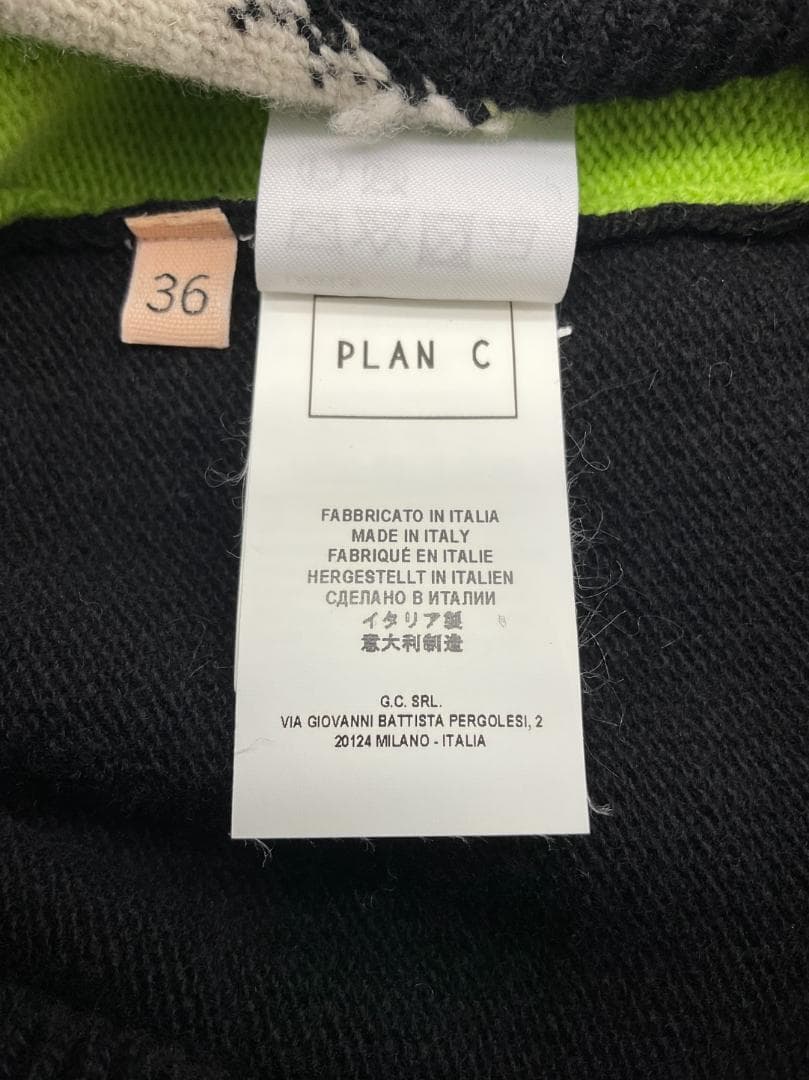 36
PLAN C
FABBRICATO IN ITALIA
MADE IN ITALY
FABRIQUÉ EN ITALIE
HERGESTELLT IN ITALIEN
СДЕЛАНО В ИТАЛИИ
イタリア製
意大利制造
G.C. SRL.
VIA GIOVANNI BATTISTA PERGOLESI, 2
20124 MILANO - ITALIA